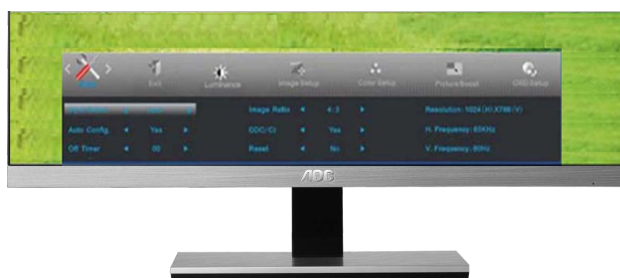 Exit
Luminance
Image Setup
Color Setup
Picture Boost
OSD Setup
Image Ratio 4:3
Resolution: 1024(H)X768(V)
Auto Config. Yes
DDC/CI Yes
H. Frequency: 65KHz
Off Timer 00
Reset No
V. Frequency: 60Hz
AOC